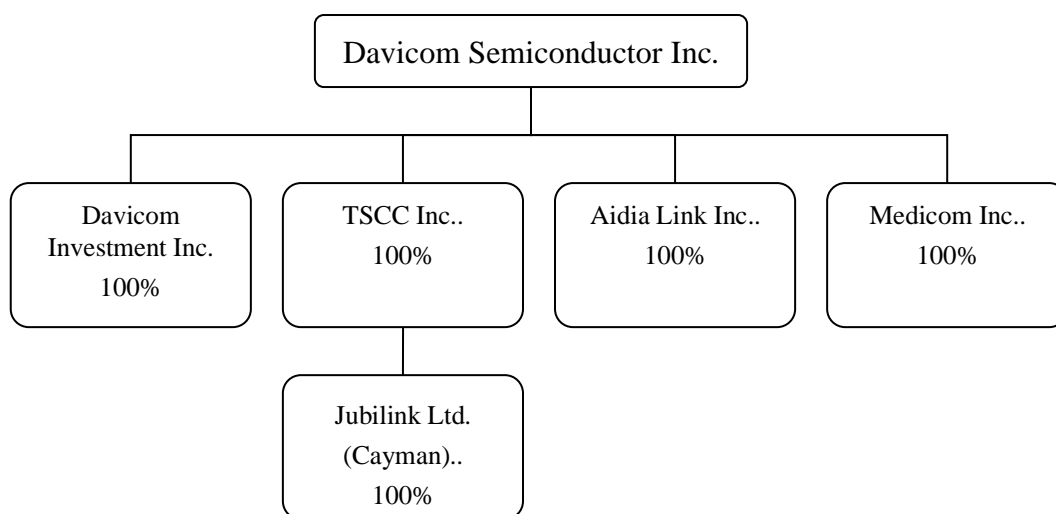 Davicom Semiconductor Inc.
Davicom
Investment Inc.
100%
TSCC Inc..
100%
Aidia Link Inc..
100%
Medicom Inc..
100%
Jubilink Ltd.
(Cayman)..
100%